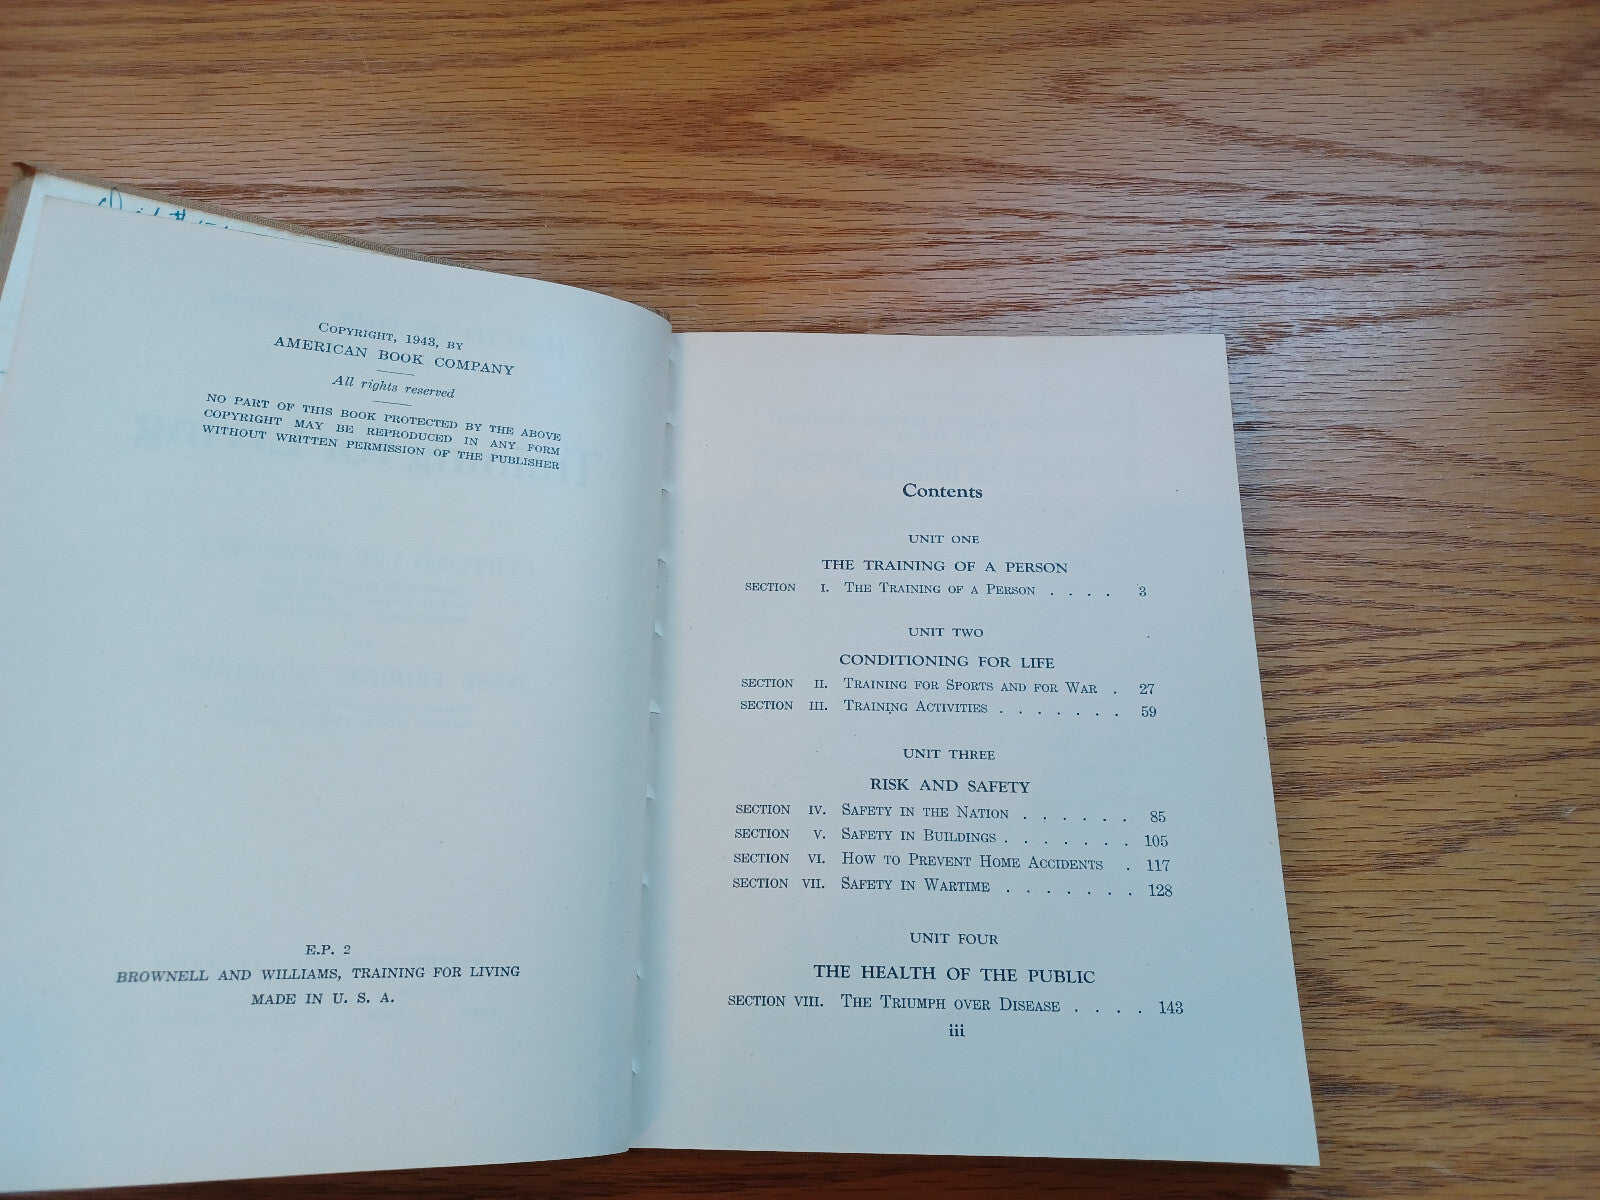 COPYRIGHT, 1943, BY
AMERICAN BOOK COMPANY
All rights reserved
NO PART OF THIS BOOK PROTECTED BY THE ABOVE
COPYRIGHT MAY BE REPRODUCED IN ANY FORM
WITHOUT WRITTEN PERMISSION OF THE PUBLISHER
E.P. 2
BROWNELL AND WILLIAMS, TRAINING FOR LIVING
MADE IN U. S. A.
Contents
UNIT ONE
THE TRAINING OF A PERSON
SECTION I. THE TRAINING OF A PERSON . . . . 3
UNIT TWO
CONDITIONING FOR LIFE
SECTION II. TRAINING FOR SPORTS AND FOR WAR . 27
SECTION III. TRAINING ACTIVITIES . . . . . . . 59
UNIT THREE
RISK AND SAFETY
SECTION IV. SAFETY IN THE NATION . . . . . . 85
SECTION V. SAFETY IN BUILDINGS . . . . . . . 105
SECTION VI. HOW TO PREVENT HOME ACCIDENTS . 117
SECTION VII. SAFETY IN WARTIME . . . . . . . 128
UNIT FOUR
THE HEALTH OF THE PUBLIC
SECTION VIII. THE TRIUMPH OVER DISEASE . . . . 143
iii